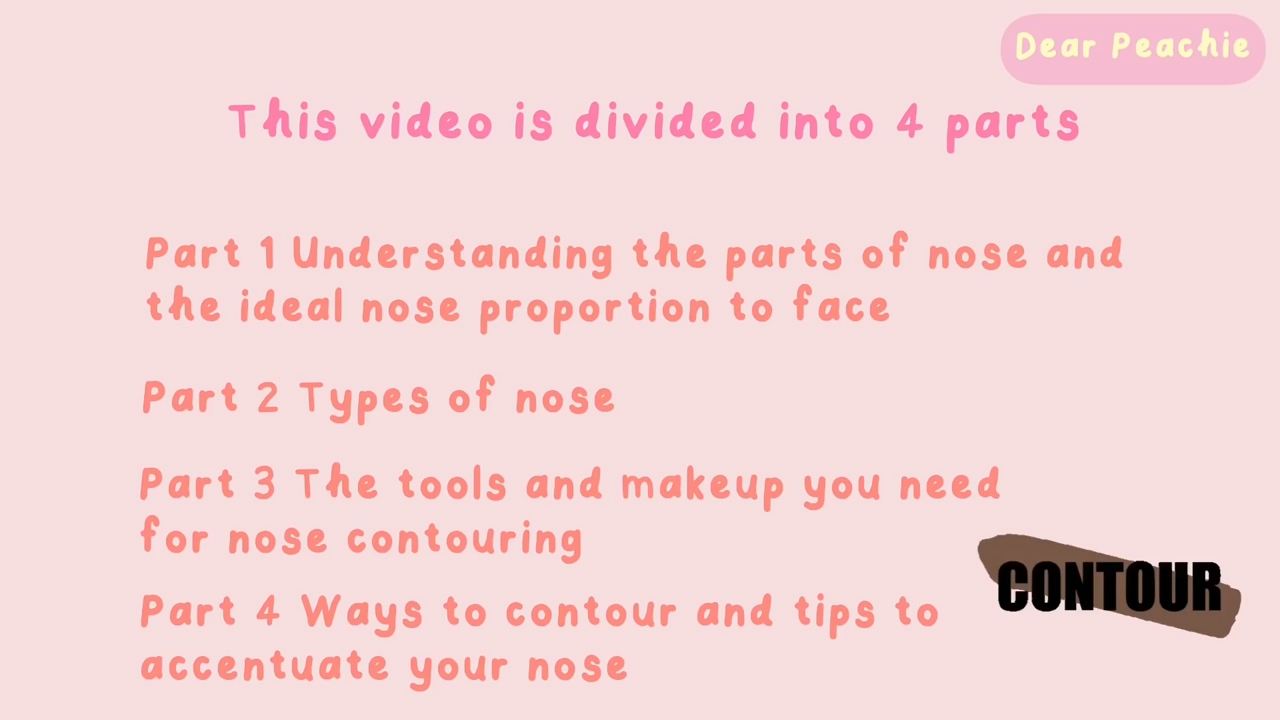 Dear Peachie
This video is divided into 4 parts
Part 1 Understanding the parts of nose and
the ideal nose proportion to face
Part 2 Types of nose
Part 3 The tools and makeup you need
for nose contouring
Part 4 Ways to contour and tips to
accentuate your nose
CONTOUR